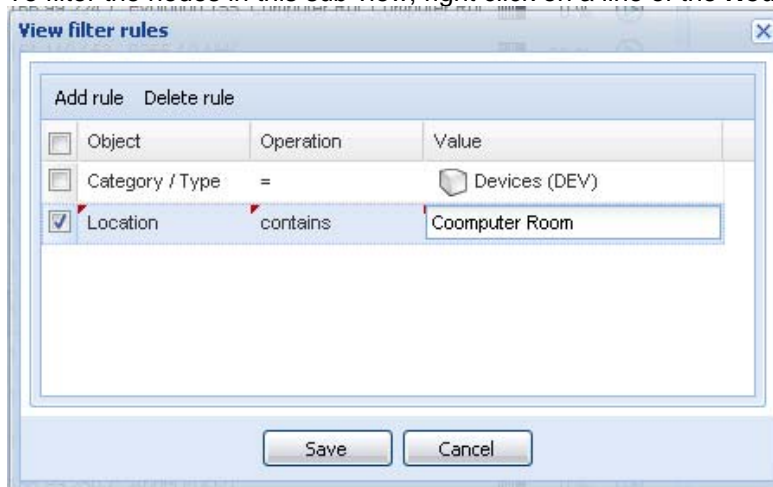 View filter rules
Add rule Delete rule
Object Operation Value
Category / Type = Devices (DEV)
Location contains Coomputer Room
Save Cancel